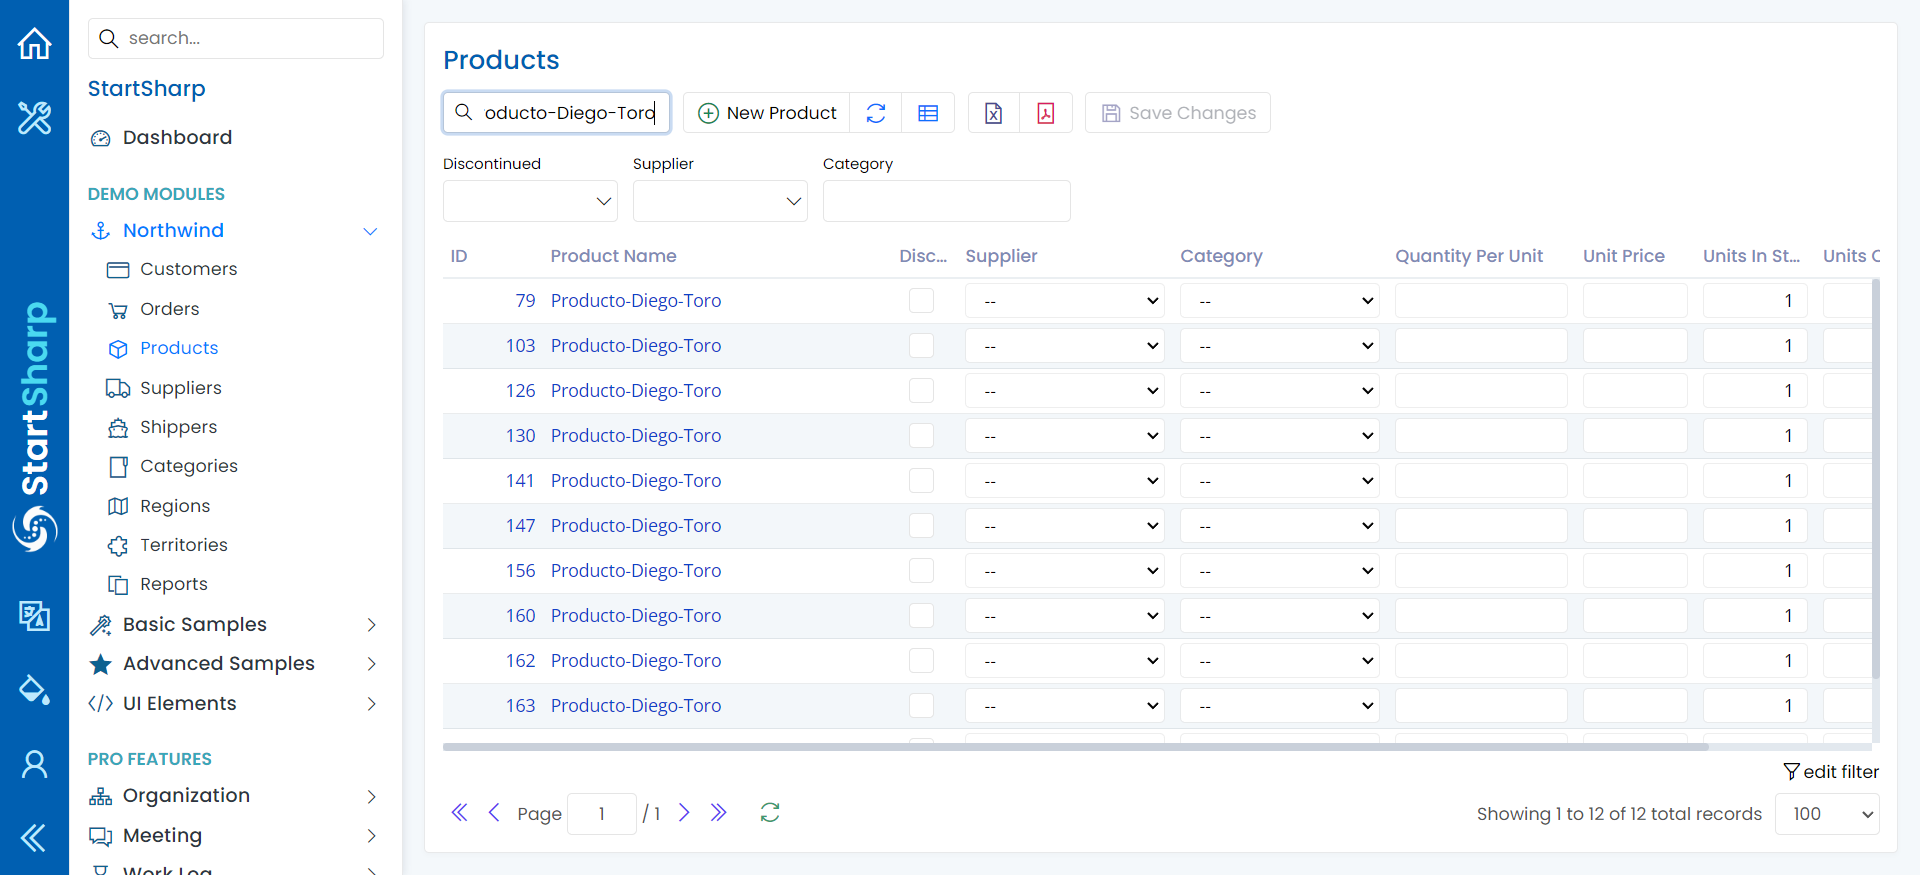 search...
StartSharp
Dashboard
DEMO MODULES
Northwind
Customers
Orders
Products
Suppliers
Shippers
Categories
Regions
Territories
Reports
Basic Samples
Advanced Samples
UI Elements
PRO FEATURES
Organization
Meeting
Work Log
StartSharp
Products
oducto-Diego-Toro
New Product
Save Changes
Discontinued Supplier Category
ID Product Name Disc... Supplier Category Quantity Per Unit Unit Price Units In St... Units O
79 Producto-Diego-Toro -- -- 1
103 Producto-Diego-Toro -- -- 1
126 Producto-Diego-Toro -- -- 1
130 Producto-Diego-Toro -- -- 1
141 Producto-Diego-Toro -- -- 1
147 Producto-Diego-Toro -- -- 1
156 Producto-Diego-Toro -- -- 1
160 Producto-Diego-Toro -- -- 1
162 Producto-Diego-Toro -- -- 1
163 Producto-Diego-Toro -- -- 1
edit filter
Page 1 / 1
Showing 1 to 12 of 12 total records 100